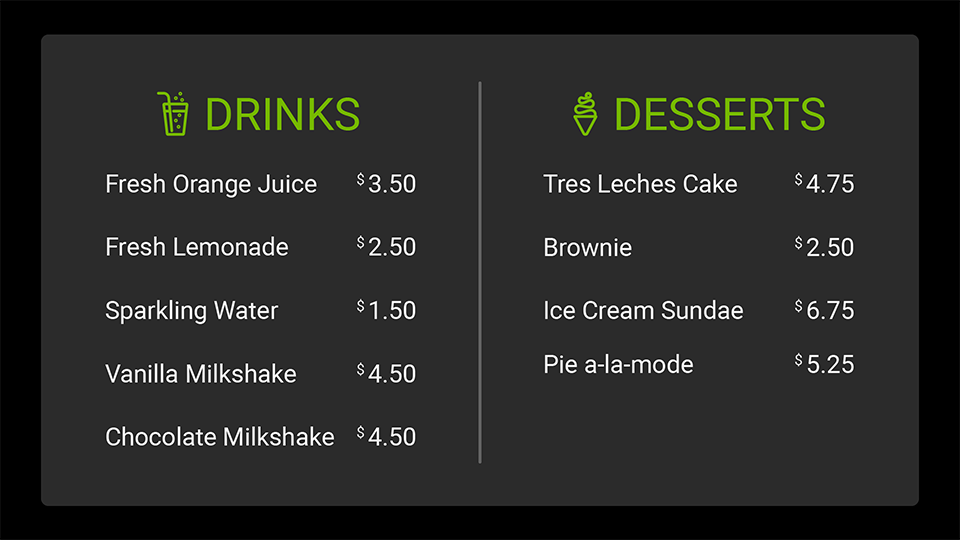 DRINKS
Fresh Orange Juice $3.50
Fresh Lemonade $2.50
Sparkling Water $1.50
Vanilla Milkshake $4.50
Chocolate Milkshake $4.50
DESSERTS
Tres Leches Cake $4.75
Brownie $2.50
Ice Cream Sundae $6.75
Pie a-la-mode $5.25